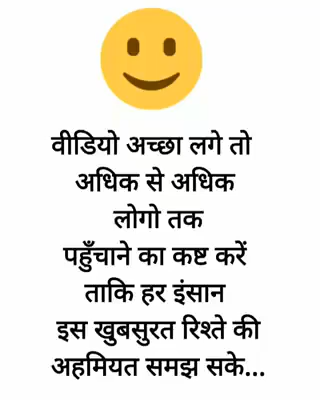 वीडियो अच्छा लगे तो
अधिक से अधिक
लोगो तक
पहुँचाने का कष्ट करें
ताकि हर इंसान
इस खुबसुरत रिश्ते की
अहमियत समझ सके...